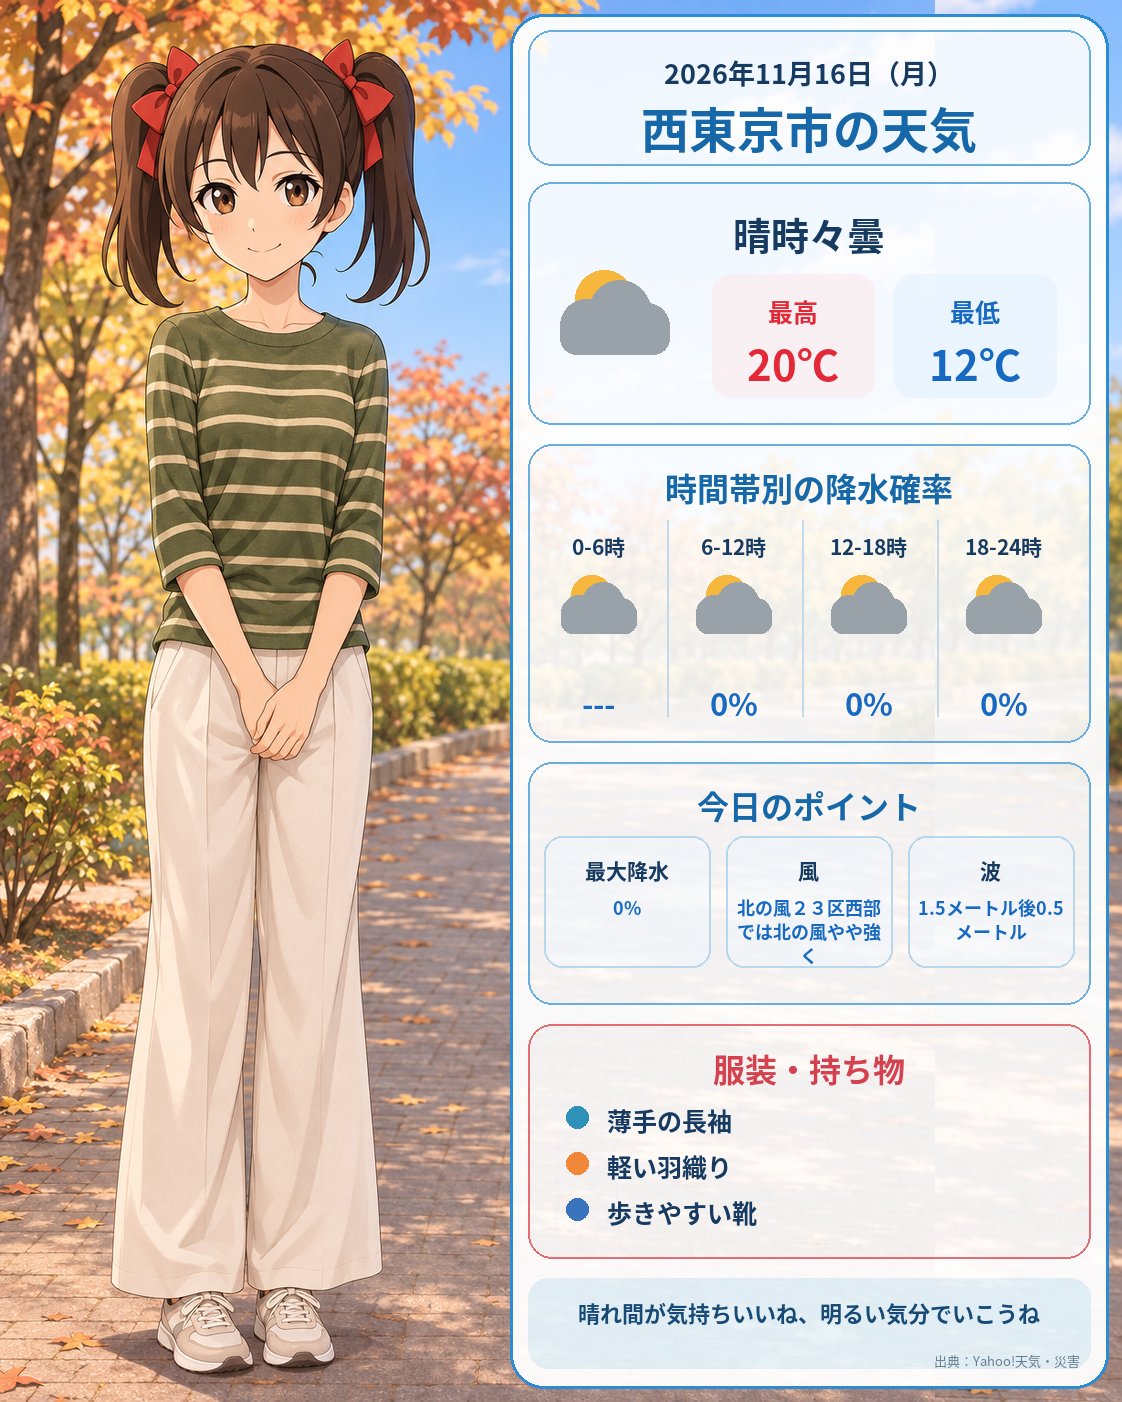 2026年11月16日（月）
西東京市の天気
晴時々曇
最高
20℃
最低
12℃
時間帯別の降水確率
0-6時
6-12時
12-18時
18-24時
---
0%
0%
0%
今日のポイント
最大降水
0%
風
北の風２３区西部
では北の風やや強
く
波
1.5メートル後0.5
メートル
服装・持ち物
薄手の長袖
軽い羽織り
歩きやすい靴
晴れ間が気持ちいいね、明るい気分でいこうね
出典：Yahoo!天気・災害